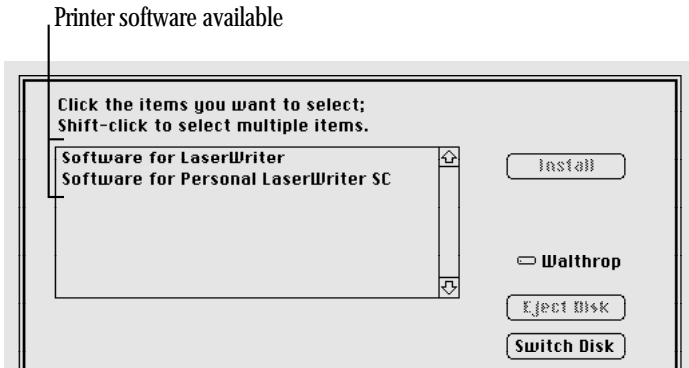 Printer software available
Click the items you want to select;
Shift-click to select multiple items.
Software for LaserWriter
Software for Personal LaserWriter SC
Install
Walthrop
Eject Disk
Switch Disk